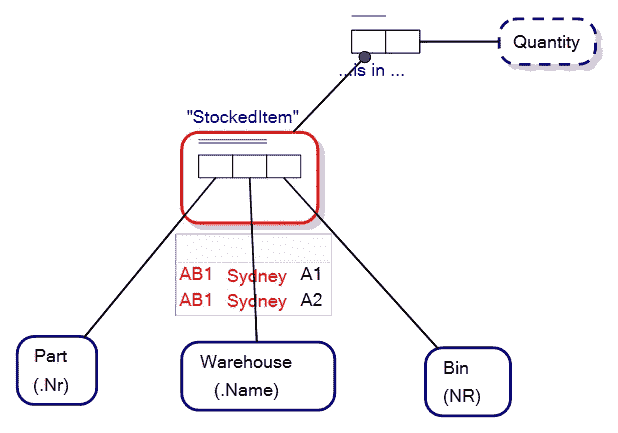 Quantity
...is in ...
"StockedItem"
AB1 Sydney A1
AB1 Sydney A2
Part
(.Nr)
Warehouse
(.Name)
Bin
(NR)